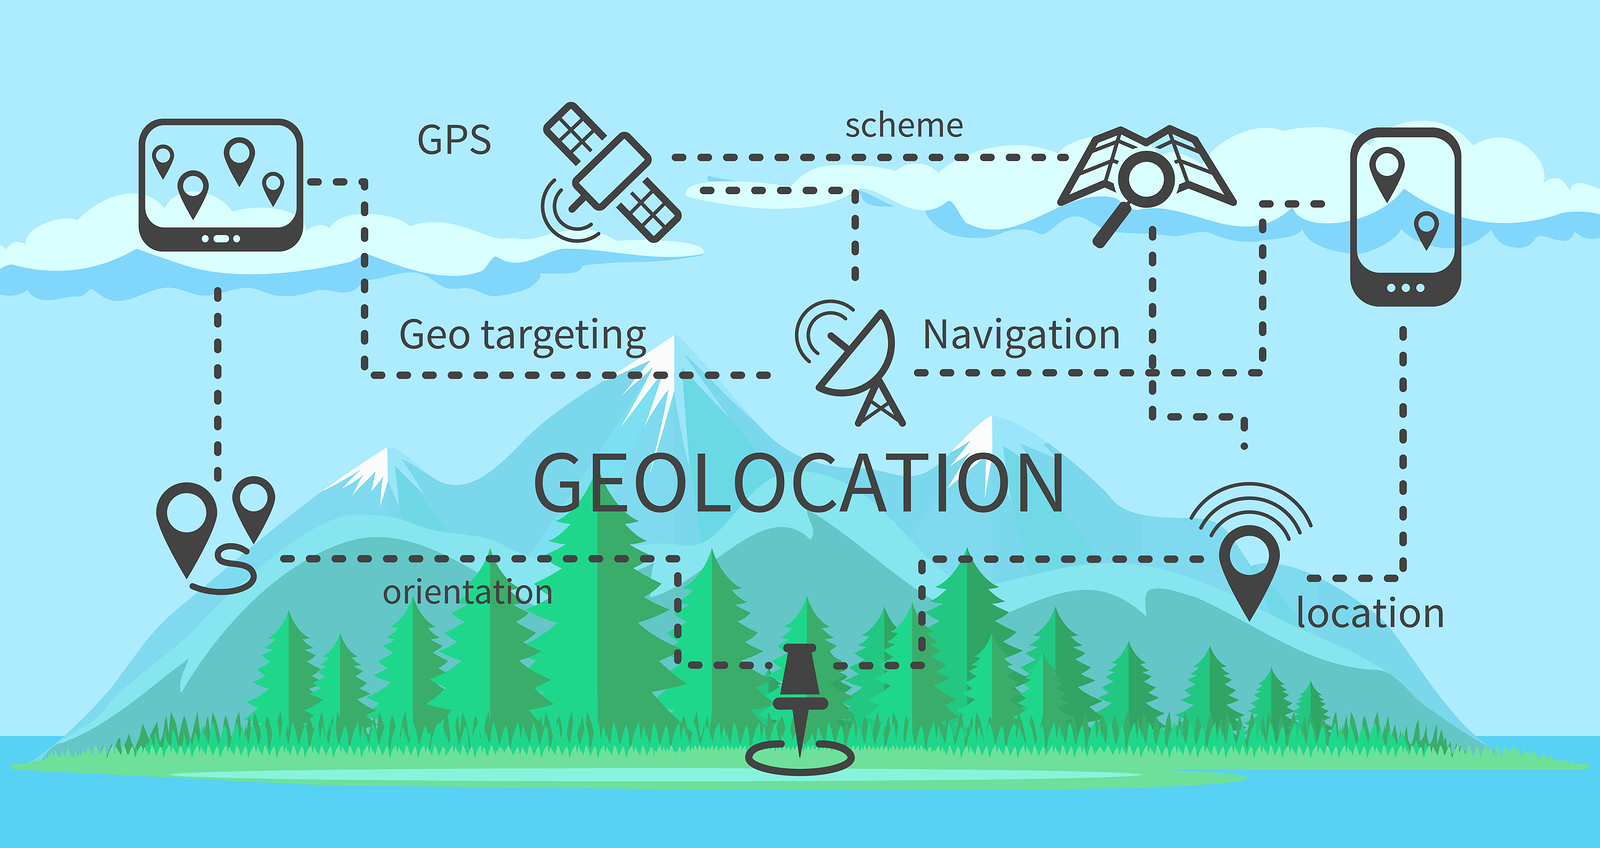 scheme
GPS
Geo targeting
Navigation
GEOLOCATION
orientation
location